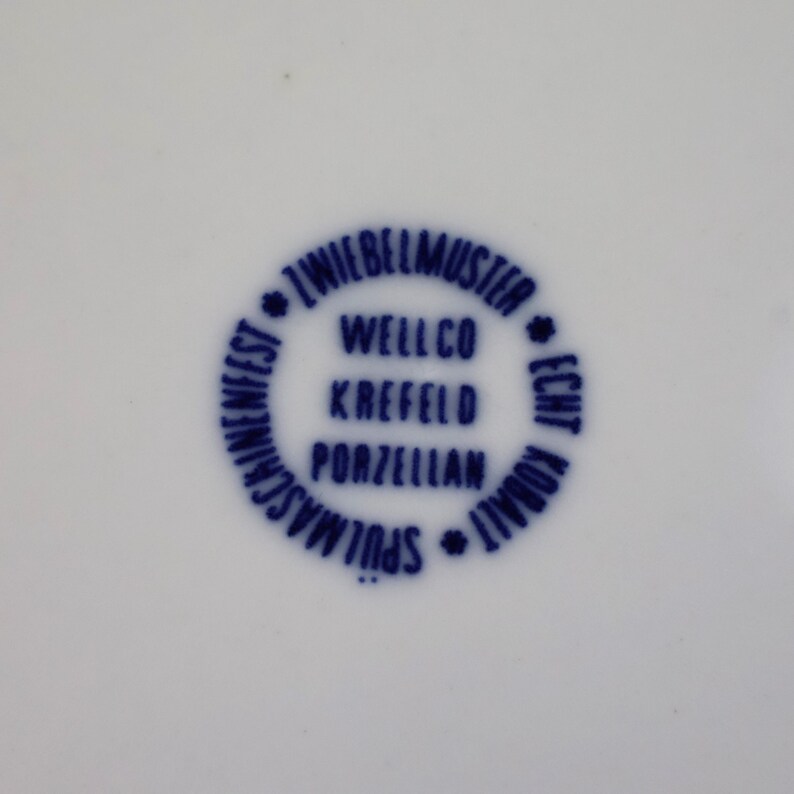 ZWIEBELMUSTER
ECHT KOBALT
SPÜLMASCHINENFEST
WELLCO
KREFELD
PORZELLAN